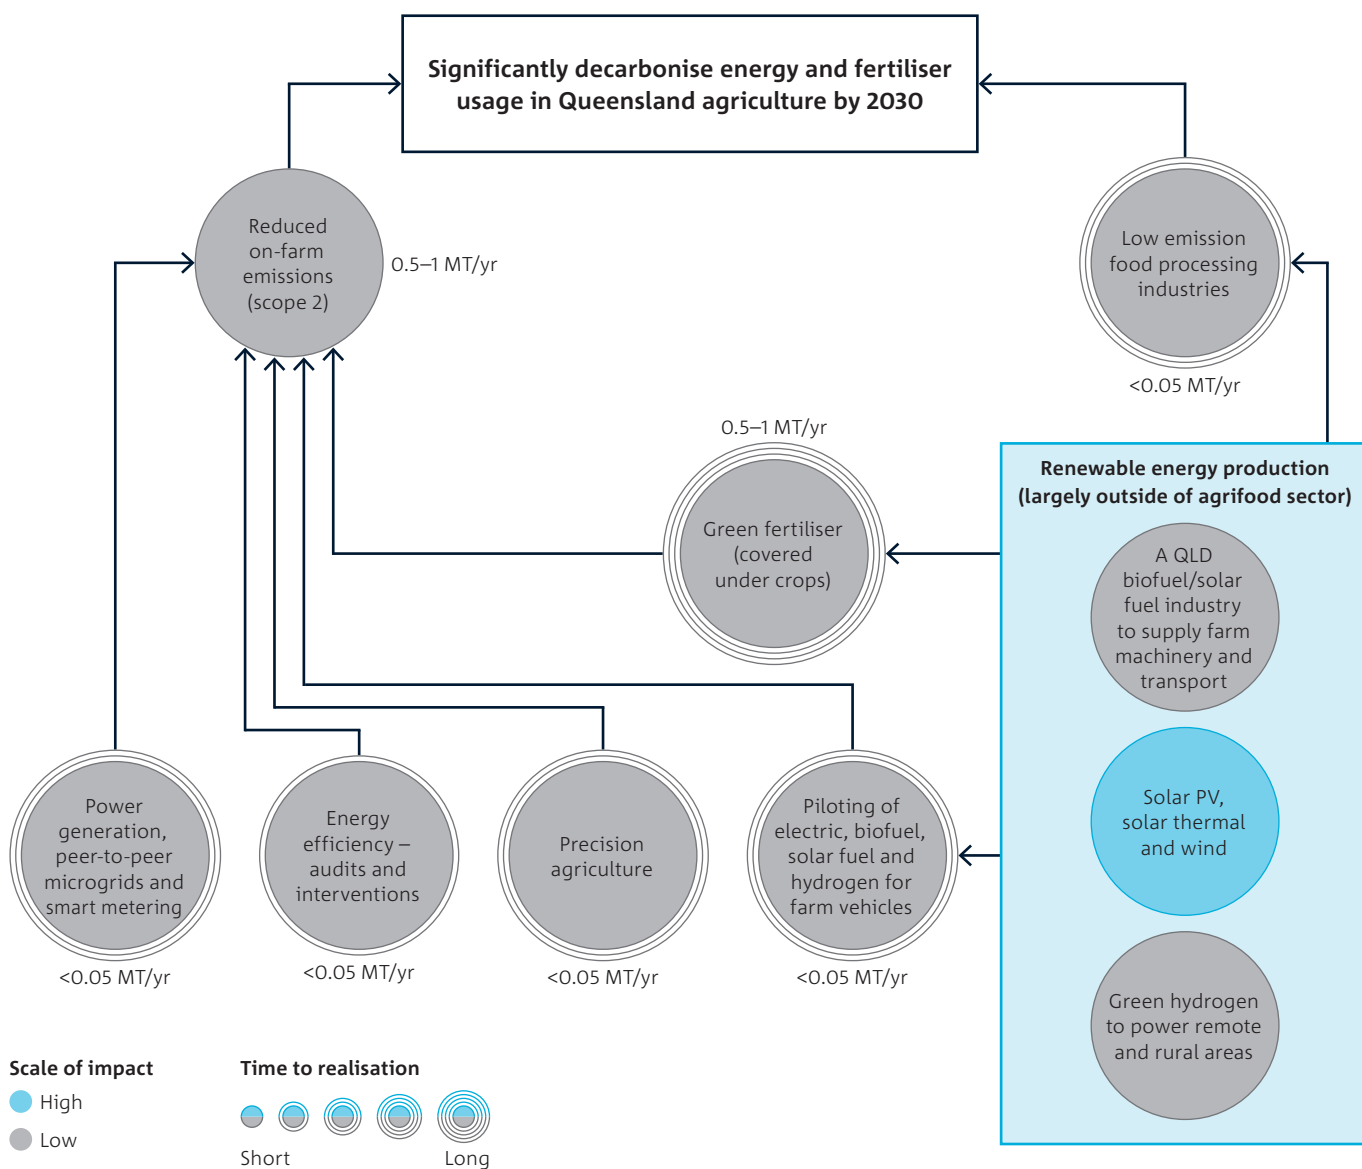 Significantly decarbonise energy and fertiliser
usage in Queensland agriculture by 2030
Reduced
on-farm
emissions
(scope 2)
0.5–1 MT/yr
Low emission
food processing
industries
<0.05 MT/yr
0.5–1 MT/yr
Green fertiliser
(covered
under crops)
Renewable energy production
(largely outside of agrifood sector)
A QLD
biofuel/solar
fuel industry
to supply farm
machinery and
transport
Solar PV,
solar thermal
and wind
Green hydrogen
to power remote
and rural areas
Power
generation,
peer-to-peer
microgrids and
smart metering
<0.05 MT/yr
Energy
efficiency –
audits and
interventions
<0.05 MT/yr
Precision
agriculture
<0.05 MT/yr
Piloting of
electric, biofuel,
solar fuel and
hydrogen for
farm vehicles
<0.05 MT/yr
Scale of impact
High
Low
Time to realisation
Short
Long